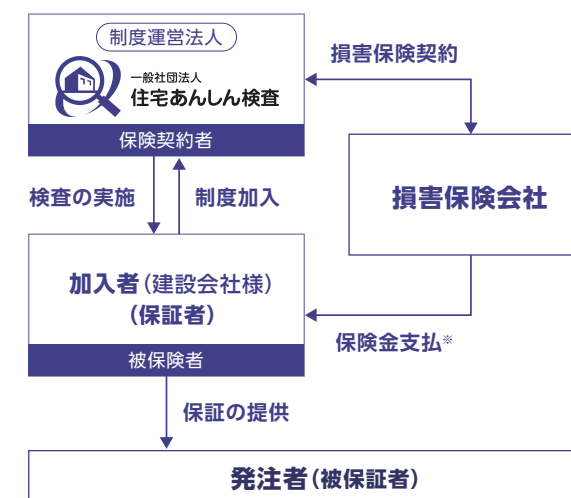 制度運営法人
一般社団法人
住宅あんしん検査
保険契約者
損害保険契約
検査の実施
制度加入
損害保険会社
加入者(建設会社様)
(保証者)
被保険者
保険金支払※
保証の提供
発注者(被保証者)